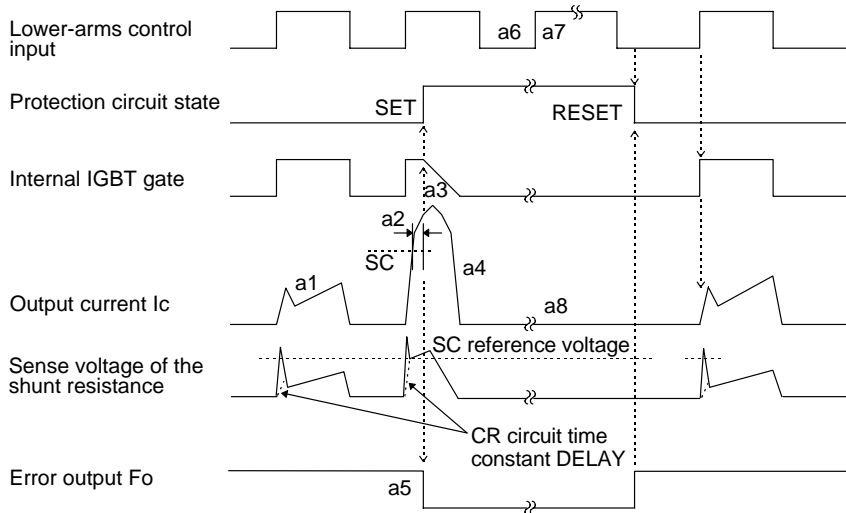 Lower-arms control
input
a6
a7
Protection circuit state
SET
RESET
Internal IGBT gate
a3
a2
SC
a4
a1
Output current Ic
a8
SC reference voltage
Sense voltage of the
shunt resistance
CR circuit time
constant DELAY
Error output Fo
a5